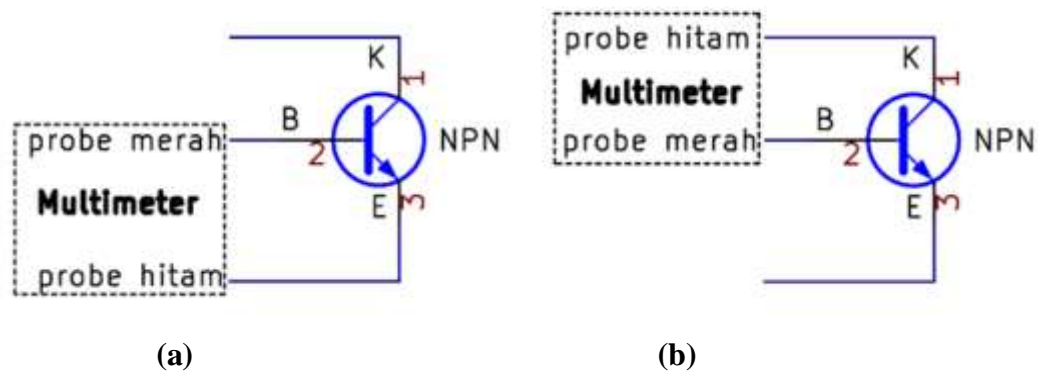 K
1
B
probe merah
2
NPN
Multimeter
E
3
probe hitam
(a)
probe hitam
K
1
Multimeter
B
probe merah
2
NPN
E
3
(b)